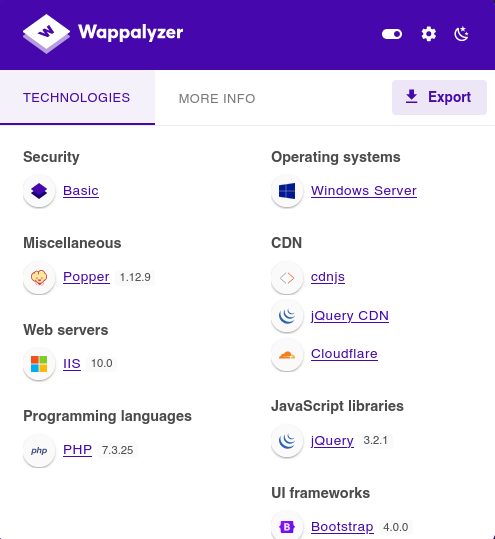 Wappalyzer
TECHNOLOGIES
MORE INFO
Export
Security
Basic
Miscellaneous
Popper 1.12.9
Web servers
IIS 10.0
Programming languages
php
PHP 7.3.25
Operating systems
Windows Server
CDN
cdnjs
jQuery CDN
Cloudflare
JavaScript libraries
jQuery 3.2.1
UI frameworks
B
Bootstrap 4.0.0